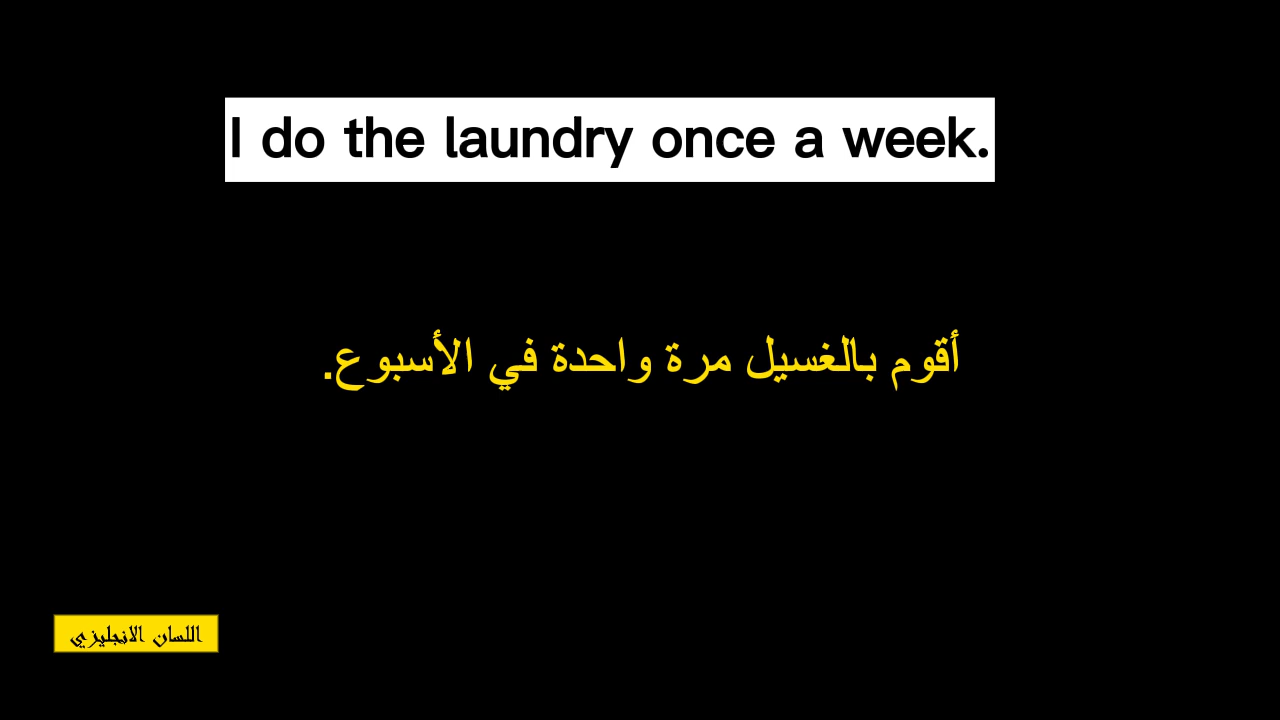 I do the laundry once a week.
أقوم بالغسيل مرة واحدة في الأسبوع.
اللسان الانجليزي